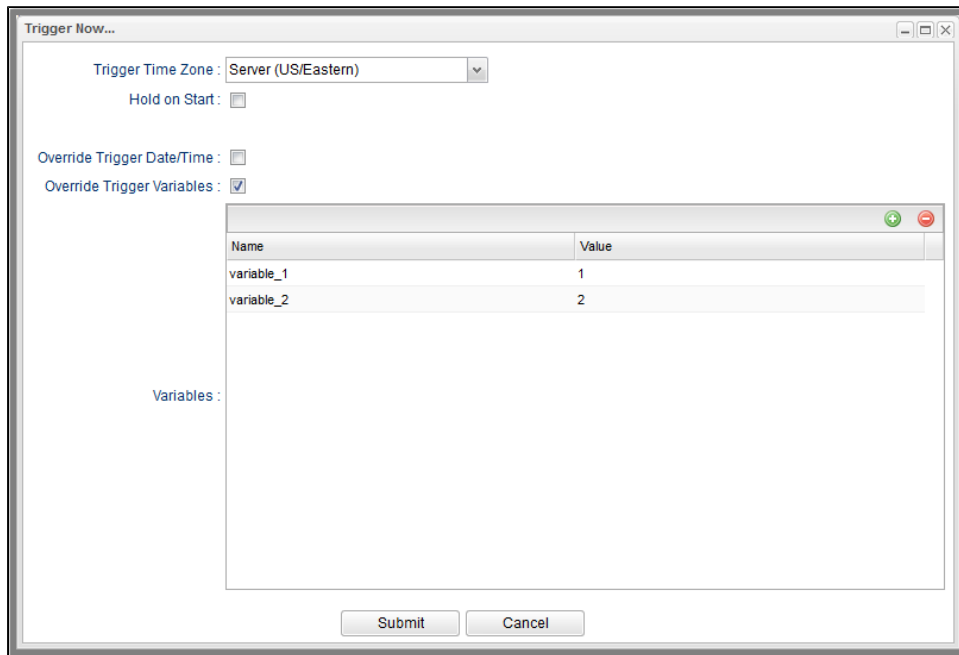 Trigger Now...
Trigger Time Zone : Server (US/Eastern)
Hold on Start :
Override Trigger Date/Time :
Override Trigger Variables :
Name Value
variable_1 1
variable_2 2
Variables :
Submit Cancel